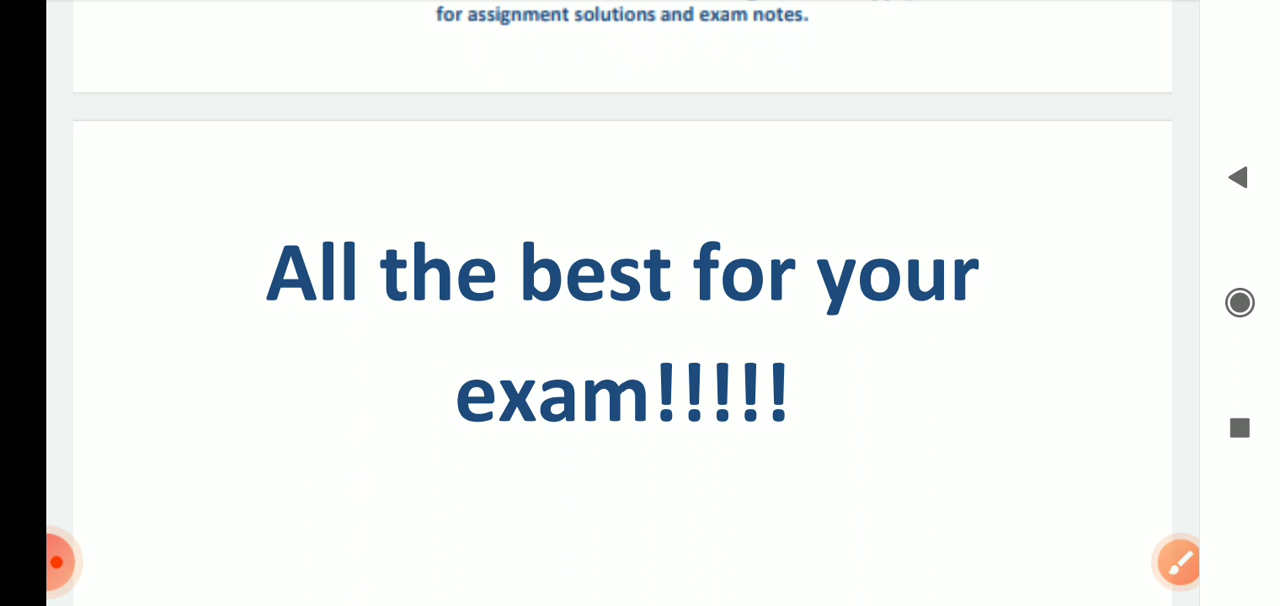 for assignment solutions and exam notes.
All the best for your
exam!!!!!